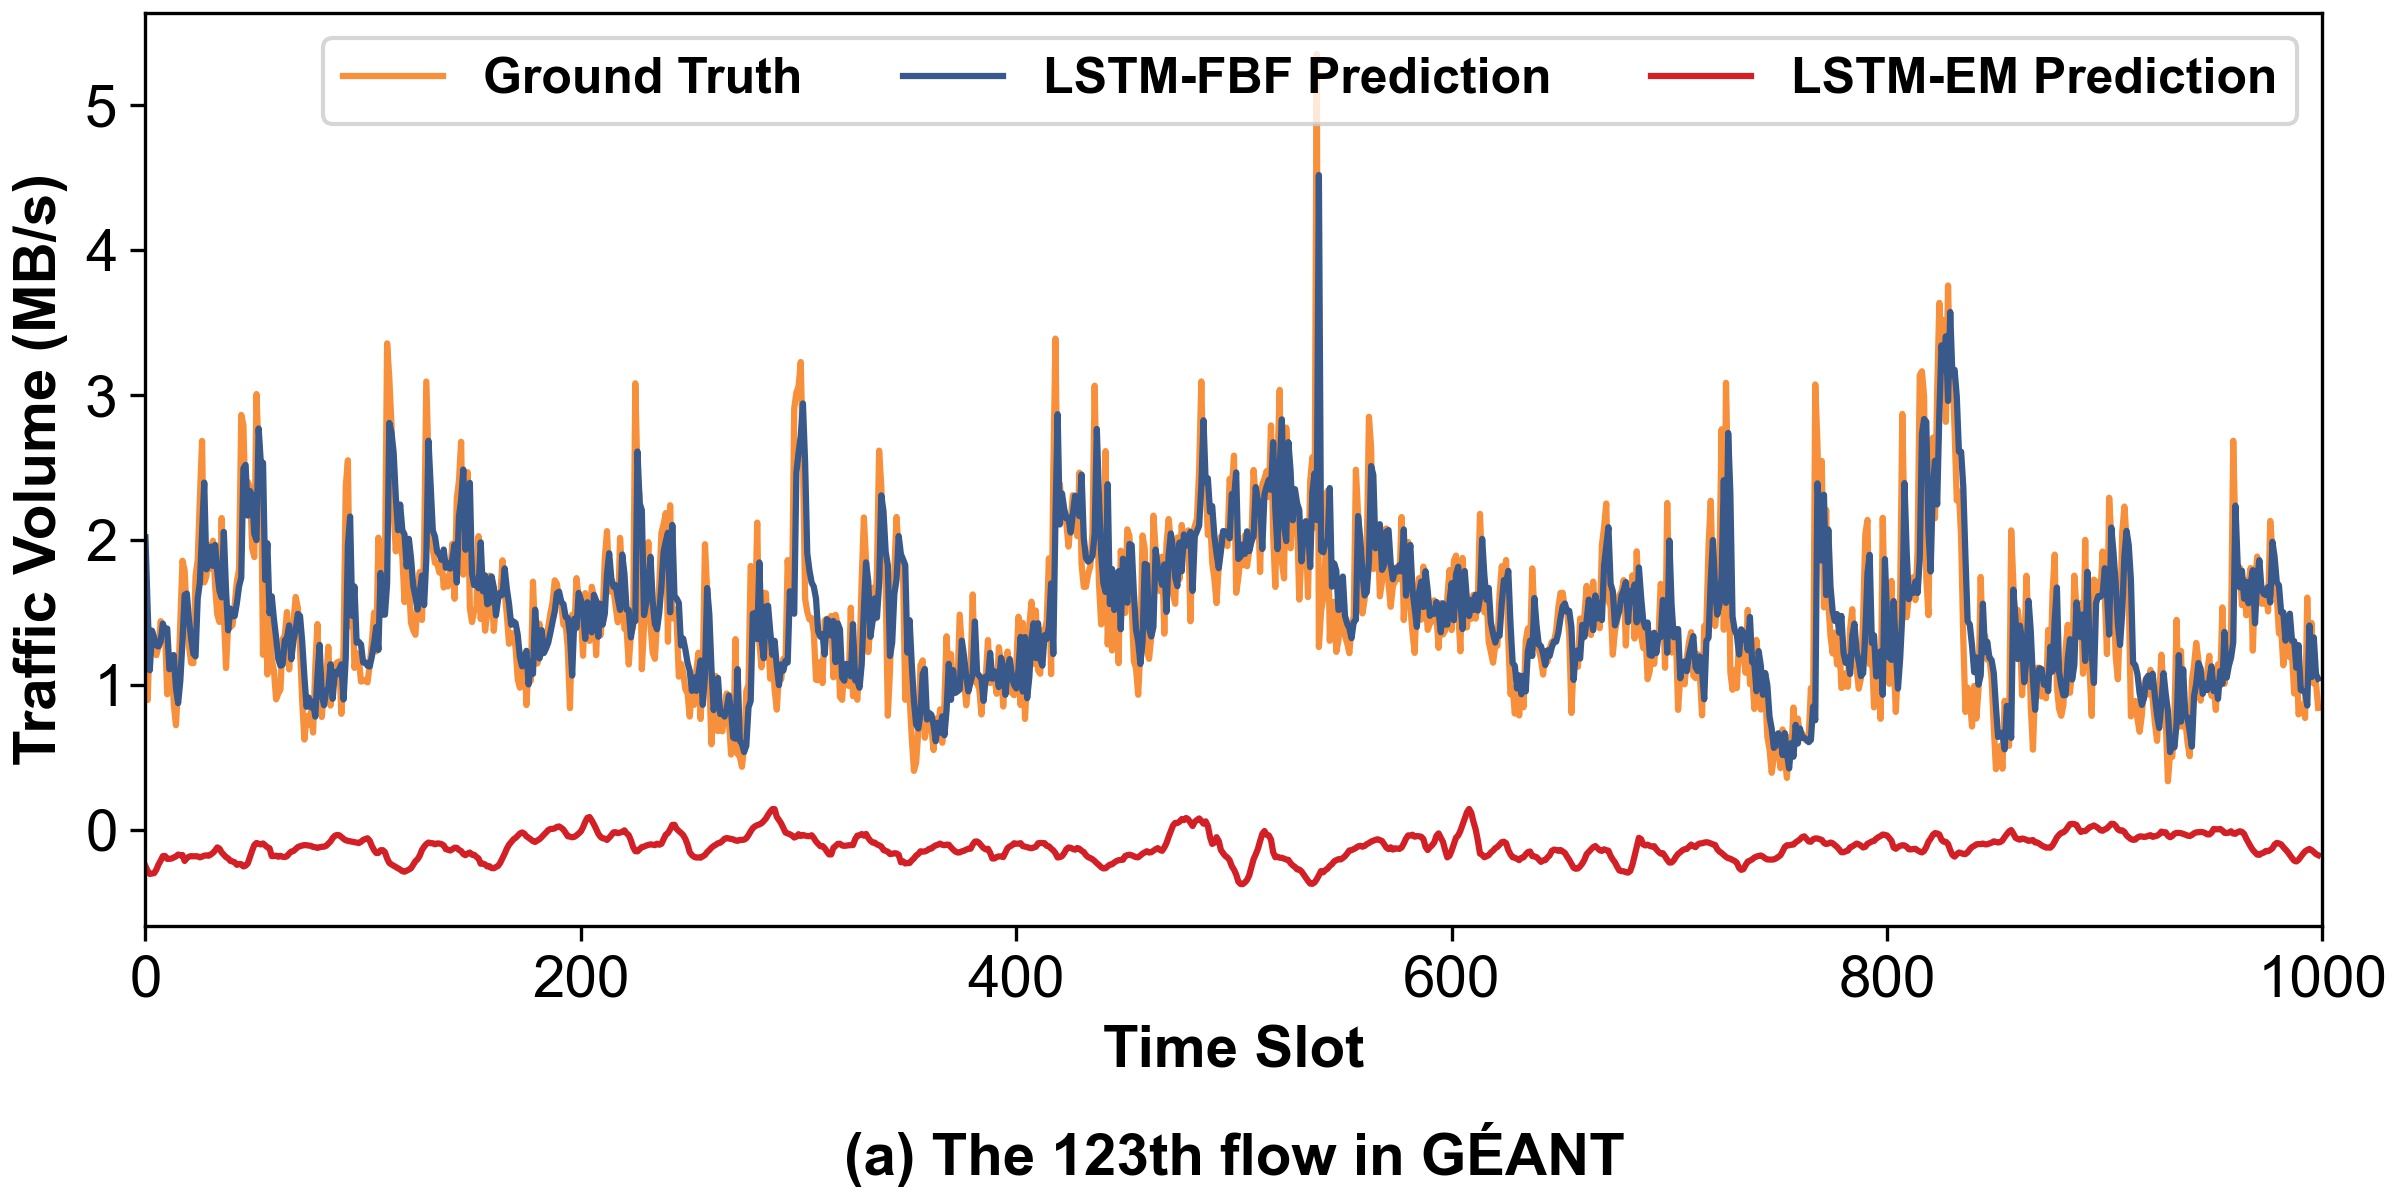 Ground Truth LSTM-FBF Prediction LSTM-EM Prediction
Traffic Volume (MB/s)
5
4
3
2
1
0
0 200 400 600 800 1000
Time Slot
(a) The 123th flow in GÉANT